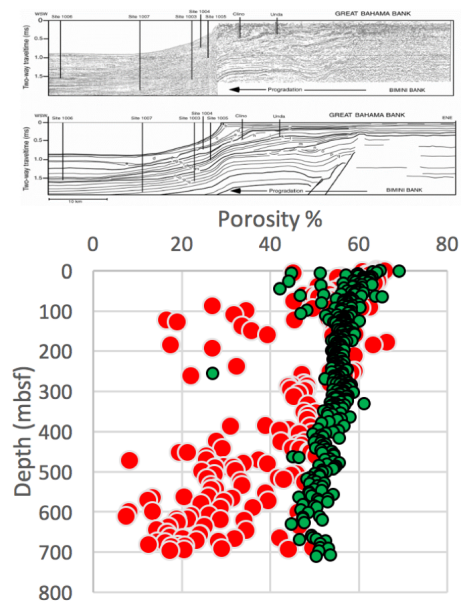 WSW
GREAT BAHAMA BANK
Site 1006
Site 1007
Site 1003
Site 1004
Site 1005
Clino
Unda
Two-way traveltime (ms)
0
0.5
1.0
1.5
2.0
Progradation
BIMINI BANK
WSW
GREAT BAHAMA BANK
ENE
Site 1006
Site 1007
Site 1003
Site 1004
Site 1005
Clino
Unda
Two-way traveltime (ms)
0
0.5
1.0
1.5
2.0
Progradation
BIMINI BANK
10 km
Porosity %
0 20 40 60 80
Depth (mbsf)
0
100
200
300
400
500
600
700
800